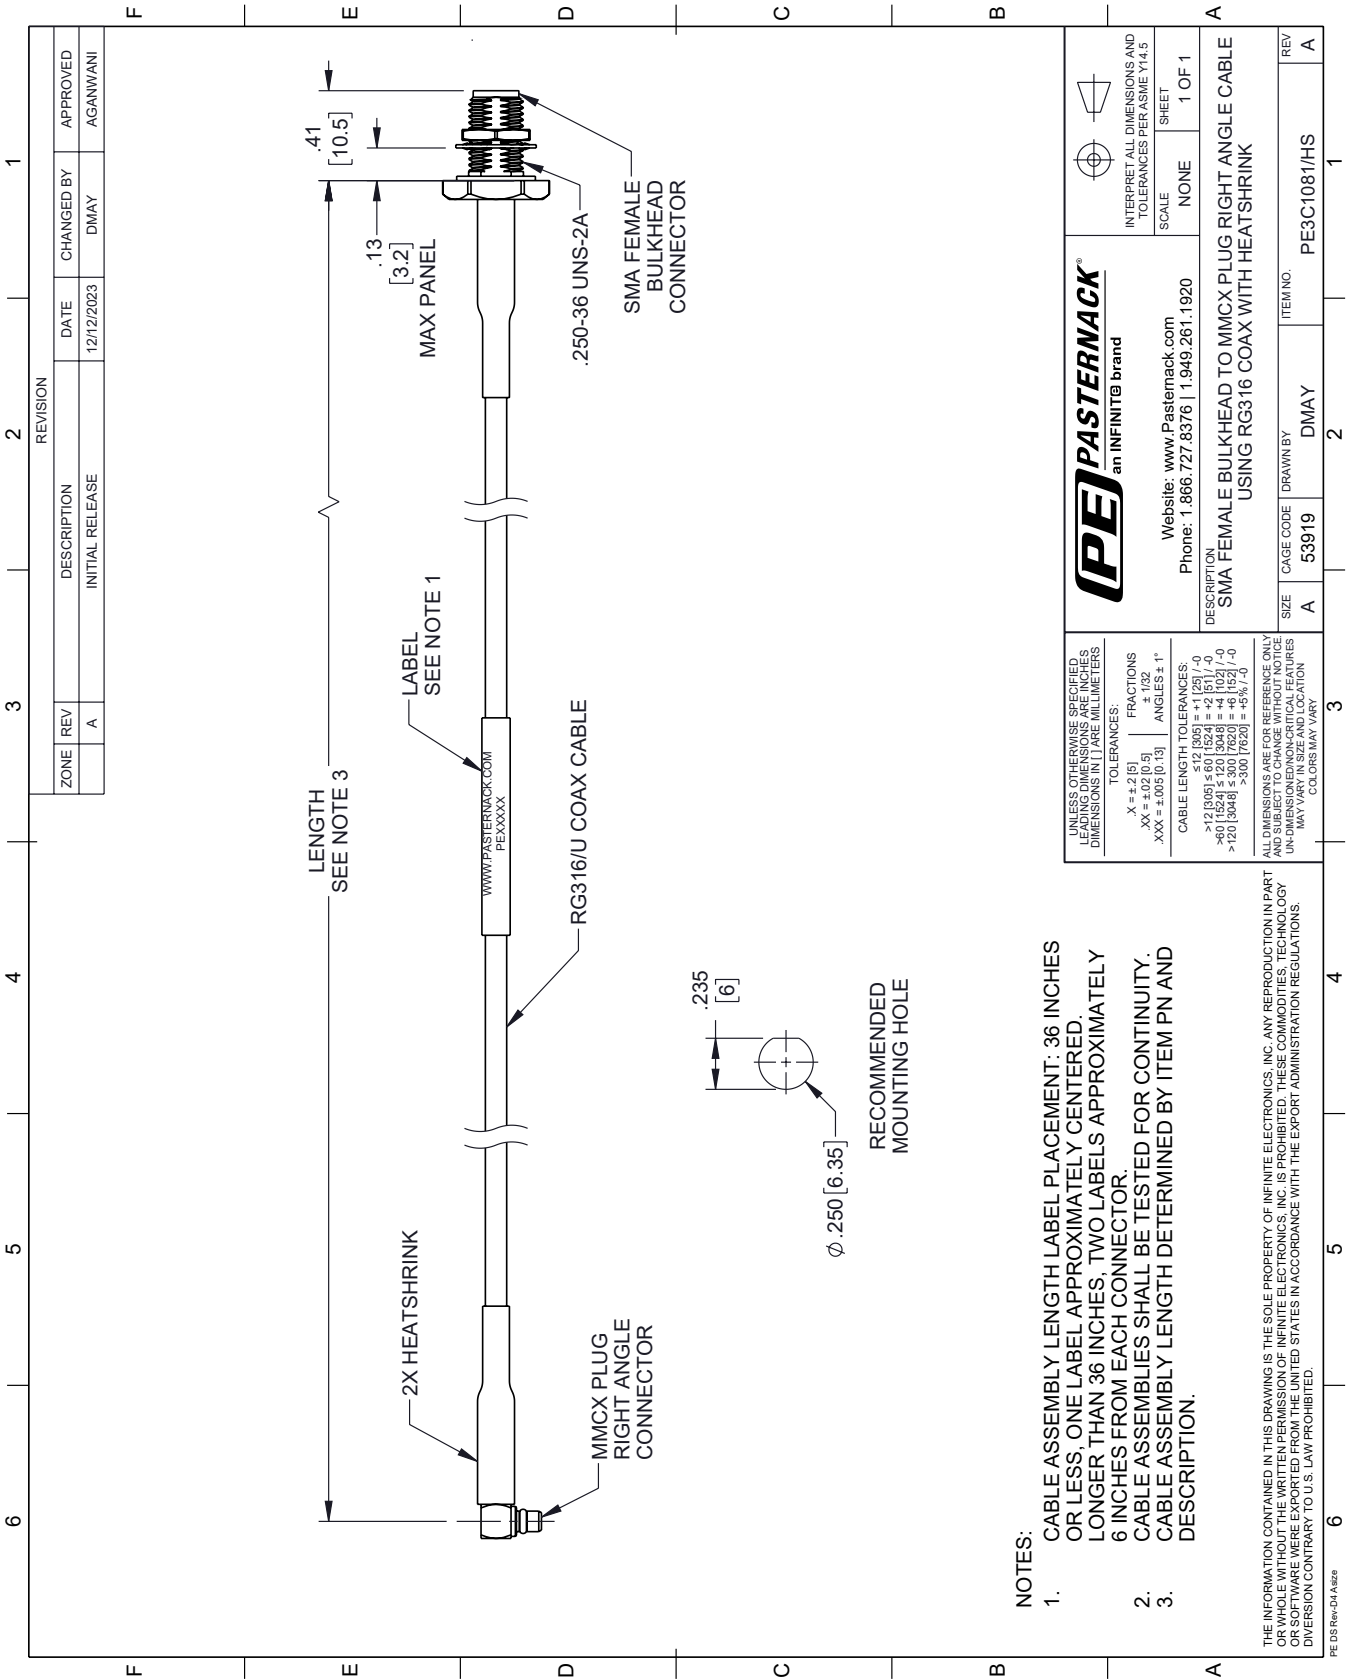 REVISION
ZONE REV DESCRIPTION DATE CHANGED BY APPROVED
A INITIAL RELEASE 12/12/2023 DMAY AGANWANI
6 5 4 3 2 1
F
E
D
C
B
A
LENGTH
SEE NOTE 3
.41
[10.5]
.13
[3.2]
MAX PANEL
2X HEATSHRINK
LABEL
SEE NOTE 1
WWW.PASTERNACK.COM
PEXXXXX
MMCX PLUG
RIGHT ANGLE
CONNECTOR
RG316/U COAX CABLE
.250-36 UNS-2A
SMA FEMALE
BULKHEAD
CONNECTOR
.235
[6]
Ø.250 [6.35]
RECOMMENDED
MOUNTING HOLE
NOTES:
1. CABLE ASSEMBLY LENGTH LABEL PLACEMENT: 36 INCHES
OR LESS, ONE LABEL APPROXIMATELY CENTERED.
LONGER THAN 36 INCHES, TWO LABELS APPROXIMATELY
6 INCHES FROM EACH CONNECTOR.
2. CABLE ASSEMBLIES SHALL BE TESTED FOR CONTINUITY.
3. CABLE ASSEMBLY LENGTH DETERMINED BY ITEM PN AND
DESCRIPTION.
THE INFORMATION CONTAINED IN THIS DRAWING IS THE SOLE PROPERTY OF INFINITE ELECTRONICS, INC. ANY REPRODUCTION IN PART
OR WHOLE WITHOUT THE WRITTEN PERMISSION OF INFINITE ELECTRONICS, INC. IS PROHIBITED. THESE COMMODITIES, TECHNOLOGY
OR SOFTWARE WERE EXPORTED FROM THE UNITED STATES IN ACCORDANCE WITH THE EXPORT ADMINISTRATION REGULATIONS.
DIVERSION CONTRARY TO U.S. LAW PROHIBITED.
UNLESS OTHERWISE SPECIFIED
LEADING DIMENSIONS ARE INCHES
DIMENSIONS IN [ ] ARE MILLIMETERS
TOLERANCES:
.X = ±.2 [5]
.XX = ±.02 [0.5]
.XXX = ±.005 [0.13]
FRACTIONS
± 1/32
ANGLES ± 1°
CABLE LENGTH TOLERANCES:
≤12 [305] = +1 [25] / -0
>12 [305] ≤ 60 [1524] = +2 [51] / -0
>60 [1524] ≤ 120 [3048] = +4 [102] / -0
>120 [3048] ≤ 300 [7620] = +6 [152] / -0
>300 [7620] = +5% / -0
ALL DIMENSIONS ARE FOR REFERENCE ONLY
AND SUBJECT TO CHANGE WITHOUT NOTICE.
UN-DIMENSIONED/NON-CRITICAL FEATURES
MAY VARY IN SIZE AND LOCATION
COLORS MAY VARY
PE PASTERNACK®
an INFINITE brand
Website: www.Pasternack.com
Phone: 1.866.727.8376 | 1.949.261.1920
INTERPRET ALL DIMENSIONS AND
TOLERANCES PER ASME Y14.5
SCALE
NONE
SHEET
1 OF 1
DESCRIPTION
SMA FEMALE BULKHEAD TO MMCX PLUG RIGHT ANGLE CABLE
USING RG316 COAX WITH HEATSHRINK
SIZE
A
CAGE CODE
53919
DRAWN BY
DMAY
ITEM NO.
PE3C1081/HS
REV
A
6 5 4 3 2 1
F
E
D
C
B
A
PE DS Rev-D4 A size